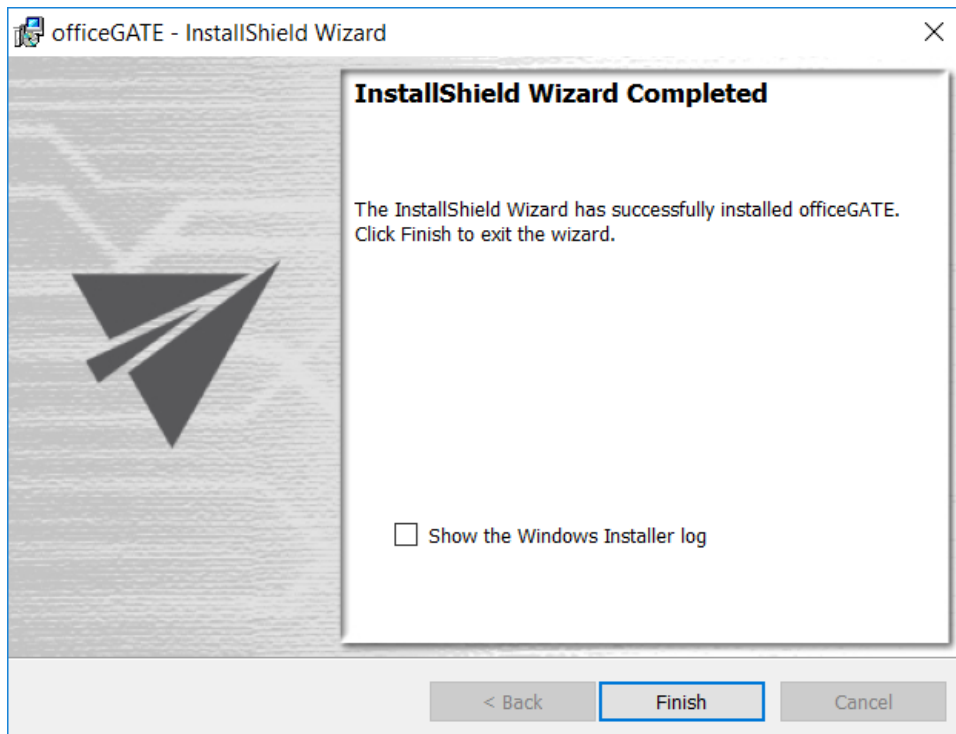 officeGATE - InstallShield Wizard
InstallShield Wizard Completed
The InstallShield Wizard has successfully installed officeGATE.
Click Finish to exit the wizard.
Show the Windows Installer log
< Back
Finish
Cancel